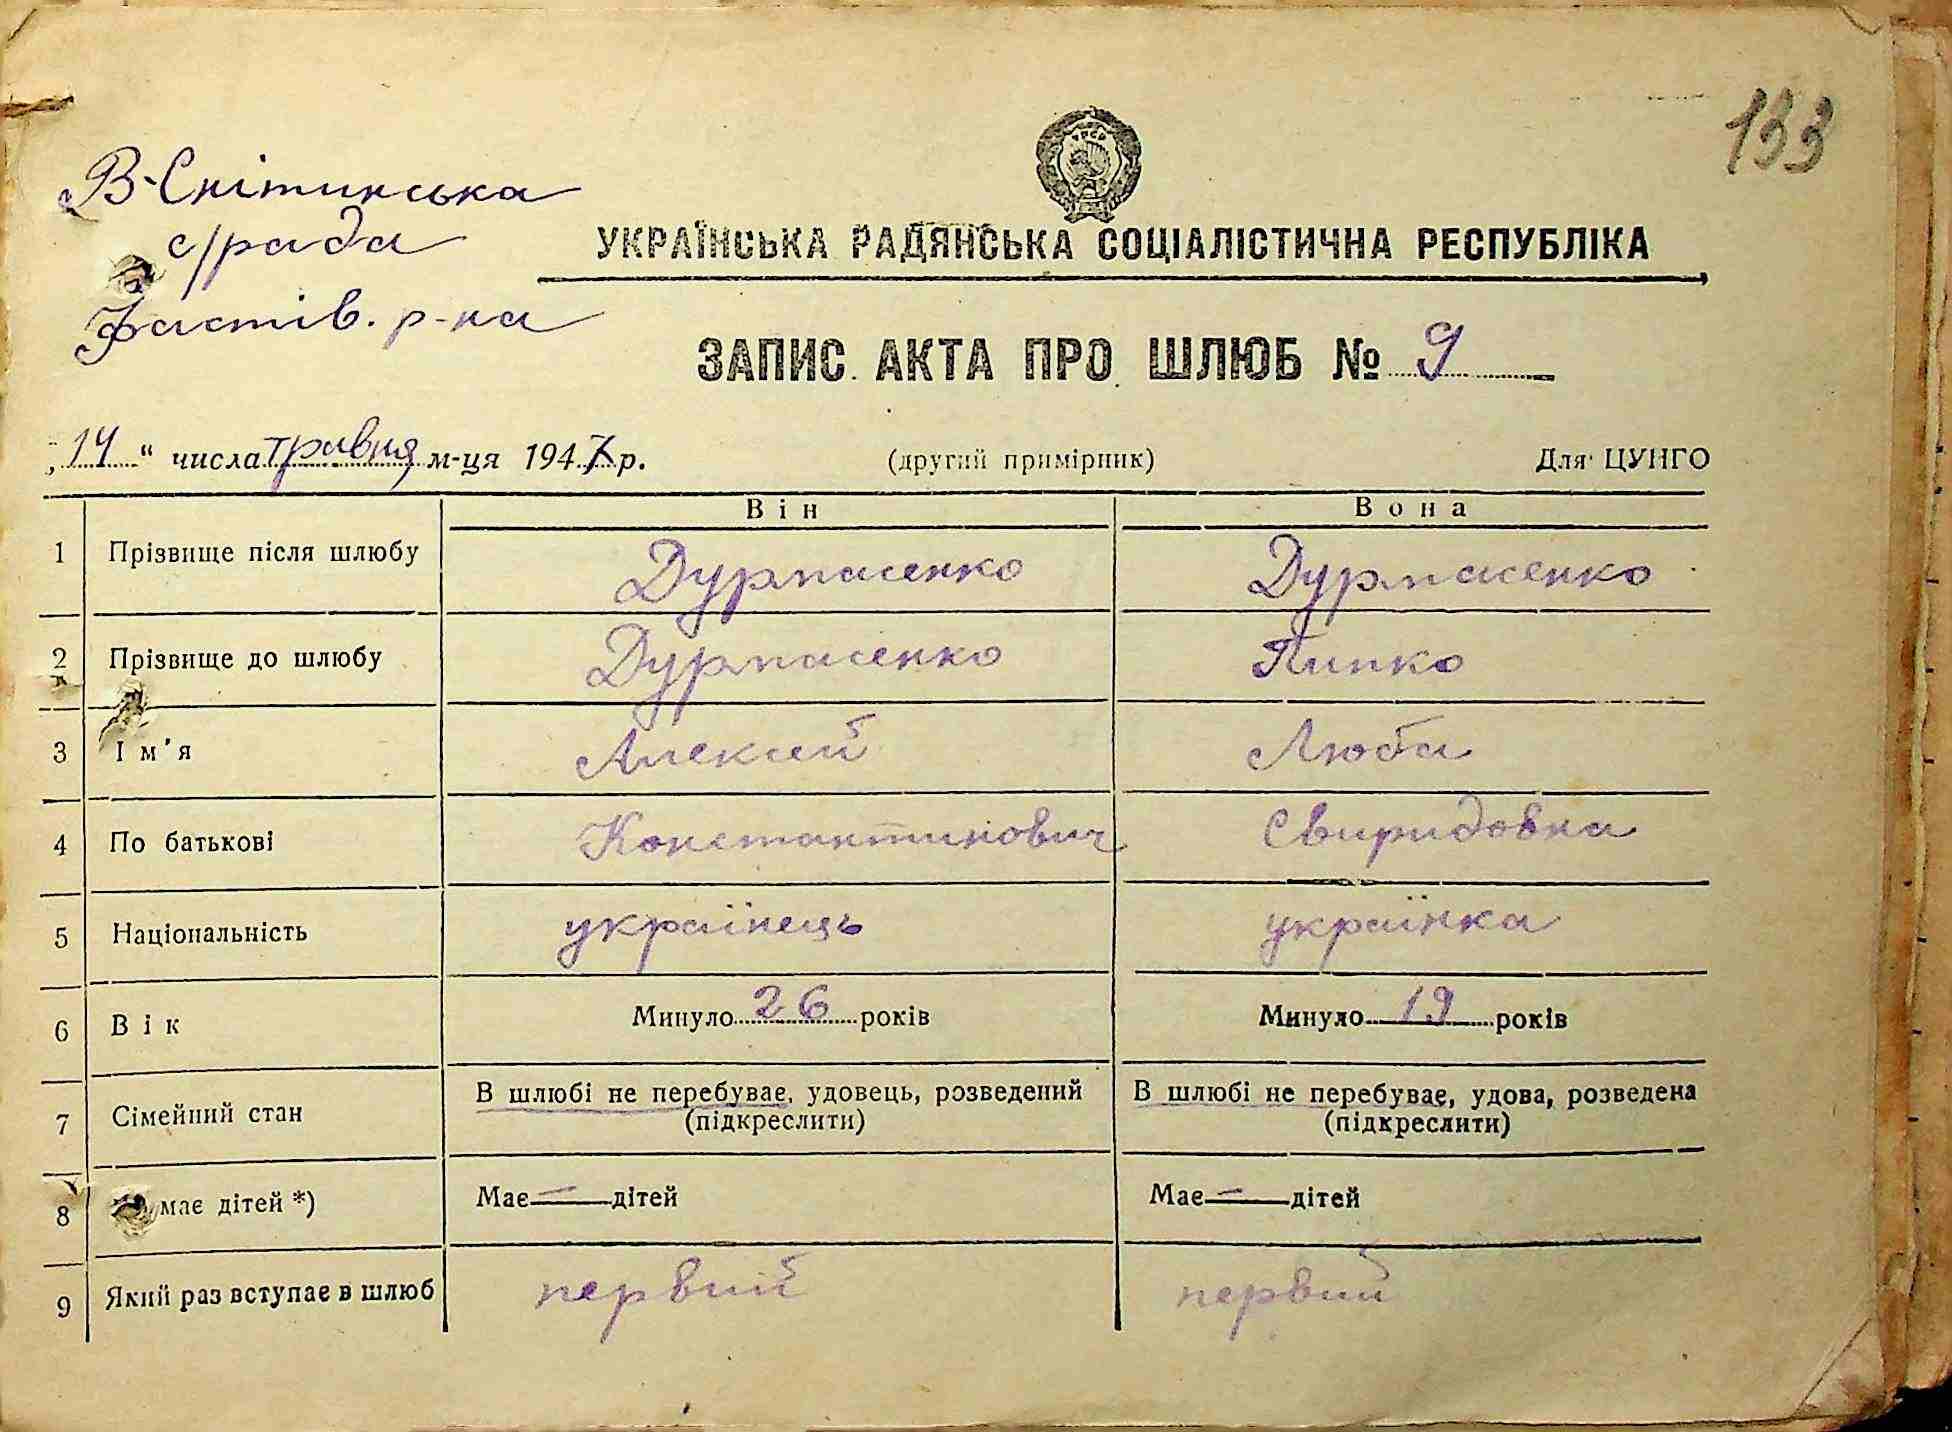 133
В-Снітинська
с/рада
Фастів. р-на
УКРАЇНСЬКА РАДЯНСЬКА СОЦІАЛІСТИЧНА РЕСПУБЛІКА
ЗАПИС АКТА ПРО ШЛЮБ № 9
„14“ числа травня м-ця 1947 р. (другий примірник) Для ЦУНГО
Він Вона
1 Прізвище після шлюбу Дурпасенко Дурпасенко
2 Прізвище до шлюбу Дурпасенко Пипко
3 Ім'я Алексей Люба
4 По батькові Константинович Свиридовна
5 Національність українець українка
6 Вік Минуло 26 років Минуло 19 років
7 Сімейний стан В шлюбі не перебуває, удовець, розведений В шлюбі не перебуває, удова, розведена
(підкреслити) (підкреслити)
8 має дітей *) Має — дітей Має — дітей
9 Який раз вступає в шлюб первий первий